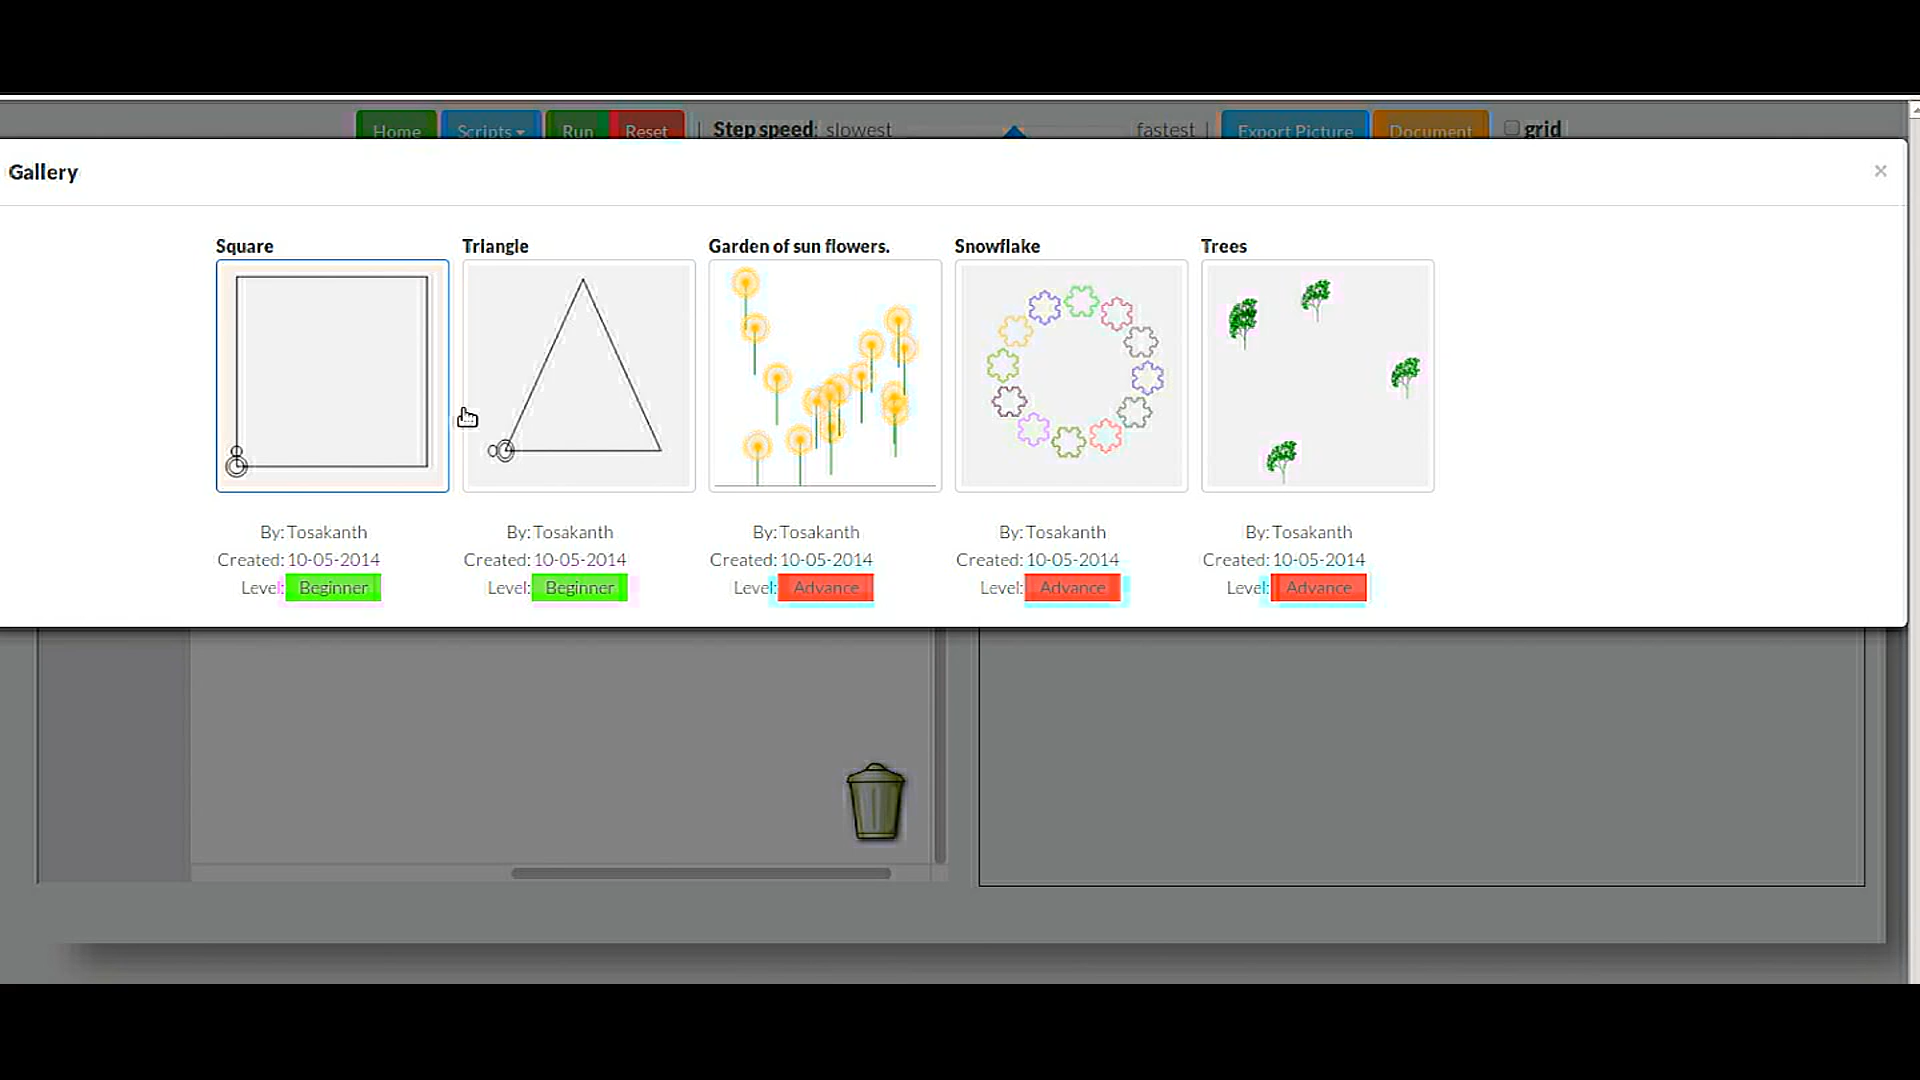 Home Scripts Run Reset | Step speed: slowest fastest | Export Picture Document grid
Gallery ×
Square Triangle Garden of sun flowers. Snowflake Trees
By: Tosakanth By: Tosakanth By: Tosakanth By: Tosakanth By: Tosakanth
Created: 10-05-2014 Created: 10-05-2014 Created: 10-05-2014 Created: 10-05-2014 Created: 10-05-2014
Level: Beginner Level: Beginner Level: Advance Level: Advance Level: Advance